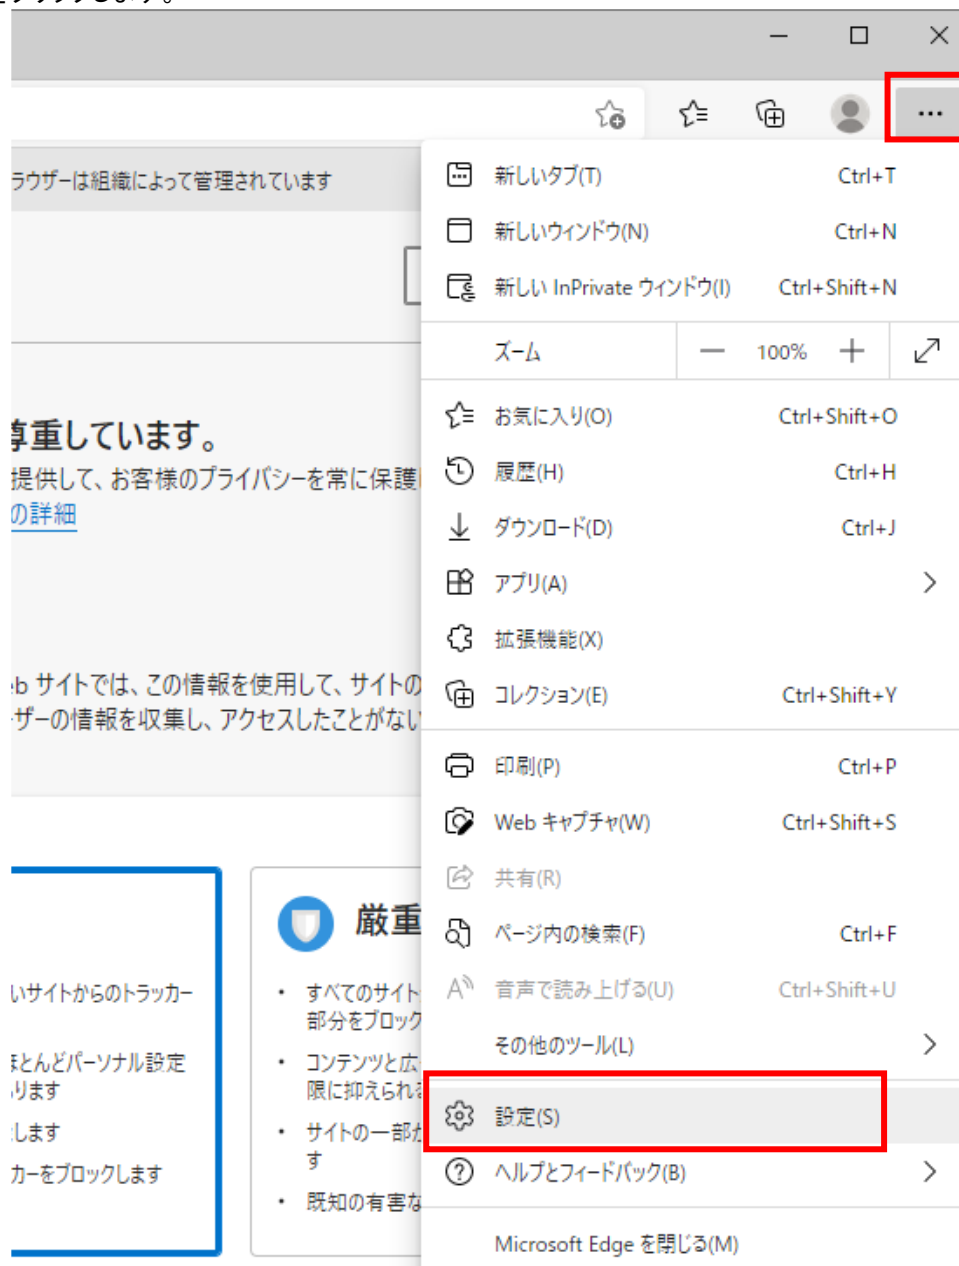 クリックします。
ラウザーは組織によって管理されています
尊重しています。
提供して、お客様のプライバシーを常に保護
の詳細
eb サイトでは、この情報を使用して、サイトの
ーザーの情報を収集し、アクセスしたことがない
いサイトからのトラッカー
ほとんどパーソナル設定
ります
します
カーをブロックします
厳重
・ すべてのサイト
部分をブロック
・ コンテンツと広
限に抑えられ
・ サイトの一部が
す
・ 既知の有害な
新しいタブ(T) Ctrl+T
新しいウィンドウ(N) Ctrl+N
新しい InPrivate ウィンドウ(I) Ctrl+Shift+N
ズーム — 100% +
お気に入り(O) Ctrl+Shift+O
履歴(H) Ctrl+H
ダウンロード(D) Ctrl+J
アプリ(A)
拡張機能(X)
コレクション(E) Ctrl+Shift+Y
印刷(P) Ctrl+P
Web キャプチャ(W) Ctrl+Shift+S
共有(R)
ページ内の検索(F) Ctrl+F
音声で読み上げる(U) Ctrl+Shift+U
その他のツール(L)
設定(S)
ヘルプとフィードバック(B)
Microsoft Edge を閉じる(M)